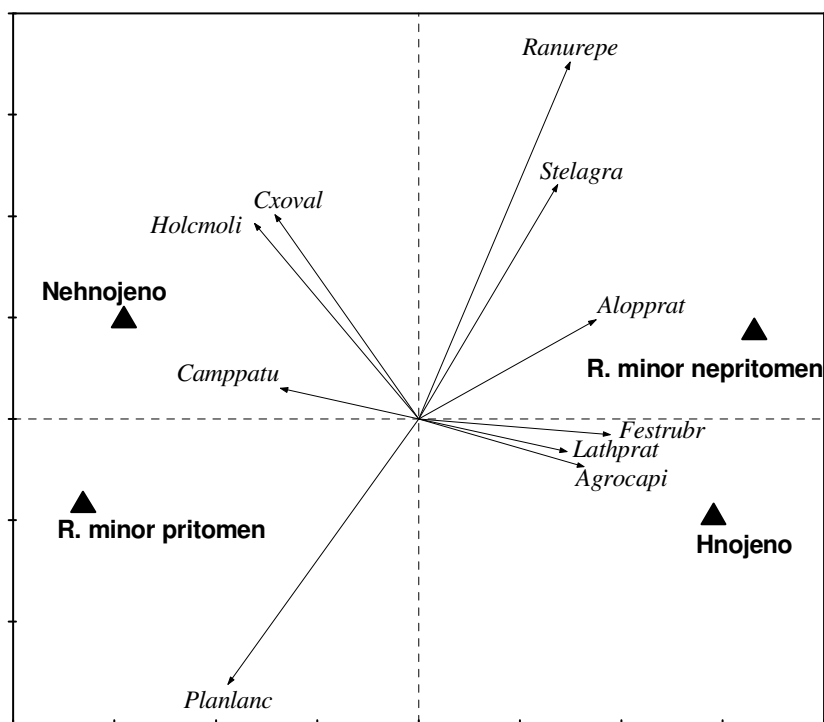 Ranurepe
Stelagra
Cxoval
Holcmoli
Nehnojeno
Alopprat
R. minor nepritomen
Camppatu
Festrubr
Lathprat
Agrocapi
R. minor pritomen
Hnojeno
Planlanc